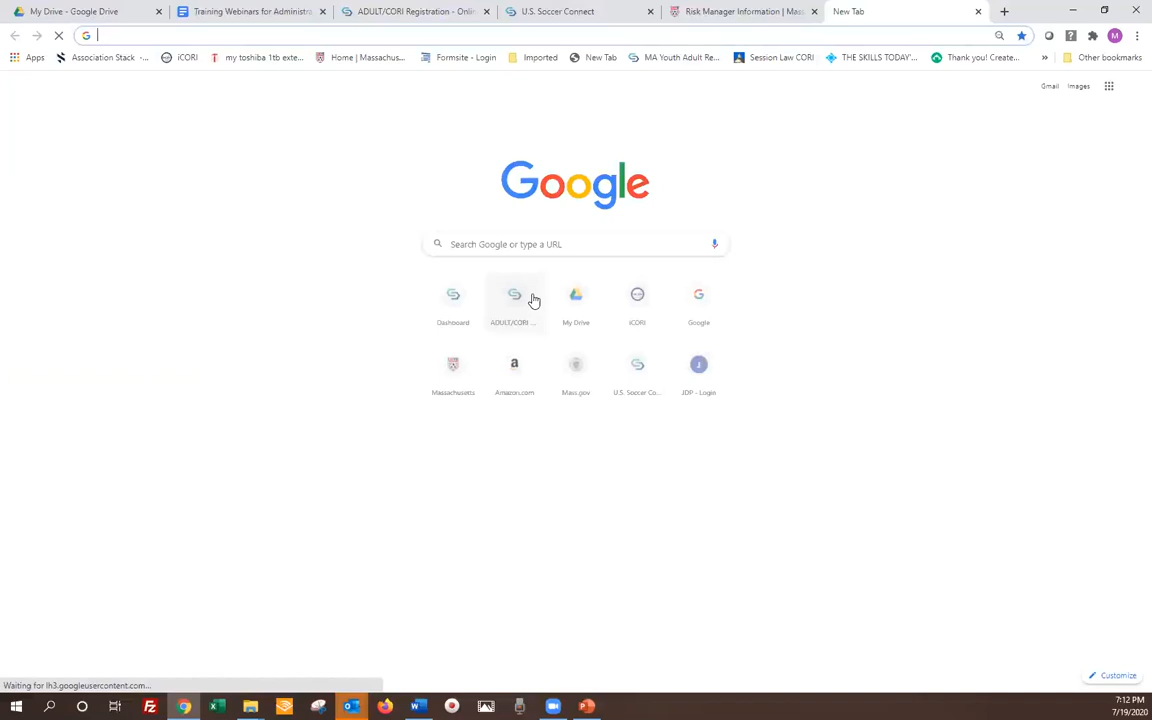 My Drive - Google Drive
Training Webinars for Administra
ADULT/CORI Registration - Onlin
U.S. Soccer Connect
Risk Manager Information | Mass
New Tab
Apps
Association Stack -...
iCORI
my toshiba 1tb exte...
Home | Massachus...
Formsite - Login
Imported
New Tab
MA Youth Adult Re...
Session Law CORI
THE SKILLS TODAY'...
Thank you! Create...
»
Other bookmarks
Gmail Images
Google
Search Google or type a URL
Dashboard
ADULT/CORI ...
My Drive
iCORI
Google
Massachusetts
Amazon.com
Mass.gov
U.S. Soccer Co...
JDP - Login
Customize
Waiting for lh3.googleusercontent.com...
7:12 PM
7/19/2020